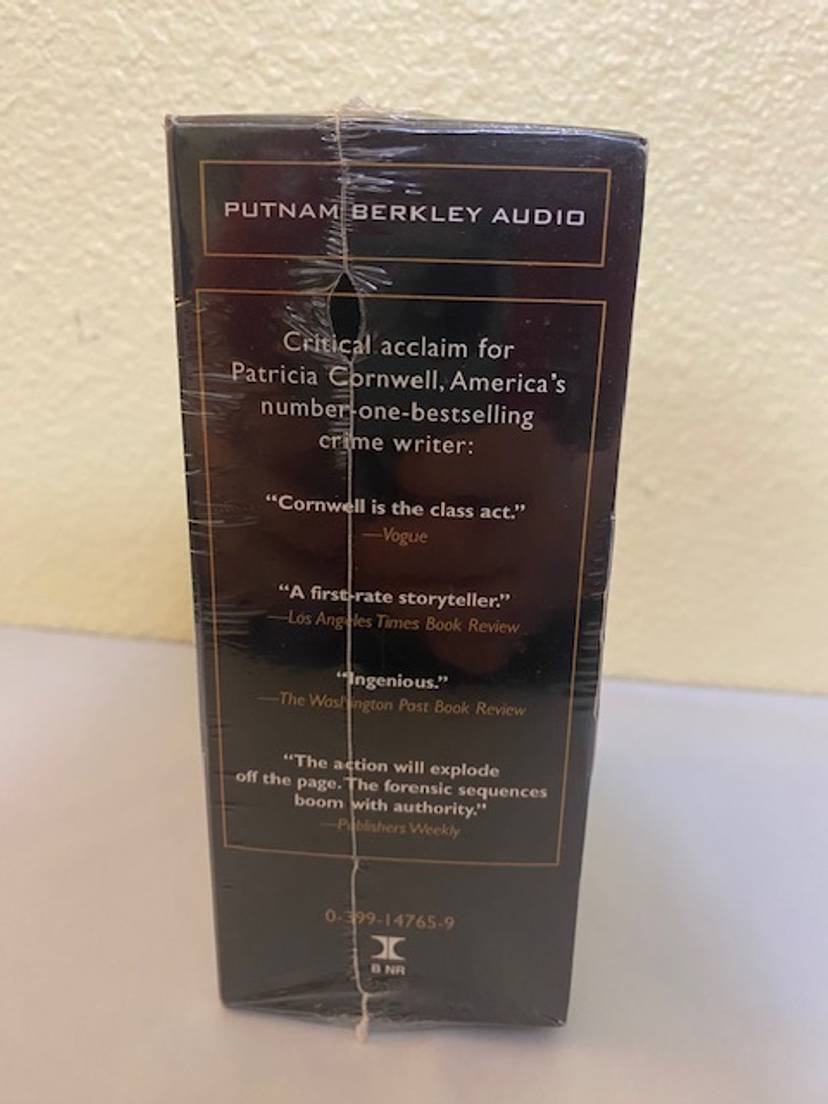 PUTNAM BERKLEY AUDIO
Critical acclaim for
Patricia Cornwell, America's
number-one-bestselling
crime writer:
“Cornwell is the class act.”
—Vogue
“A first-rate storyteller.”
—Los Angeles Times Book Review
“Ingenious.”
—The Washington Post Book Review
“The action will explode
off the page. The forensic sequences
boom with authority.”
—Publishers Weekly
0-399-14765-9
B NR